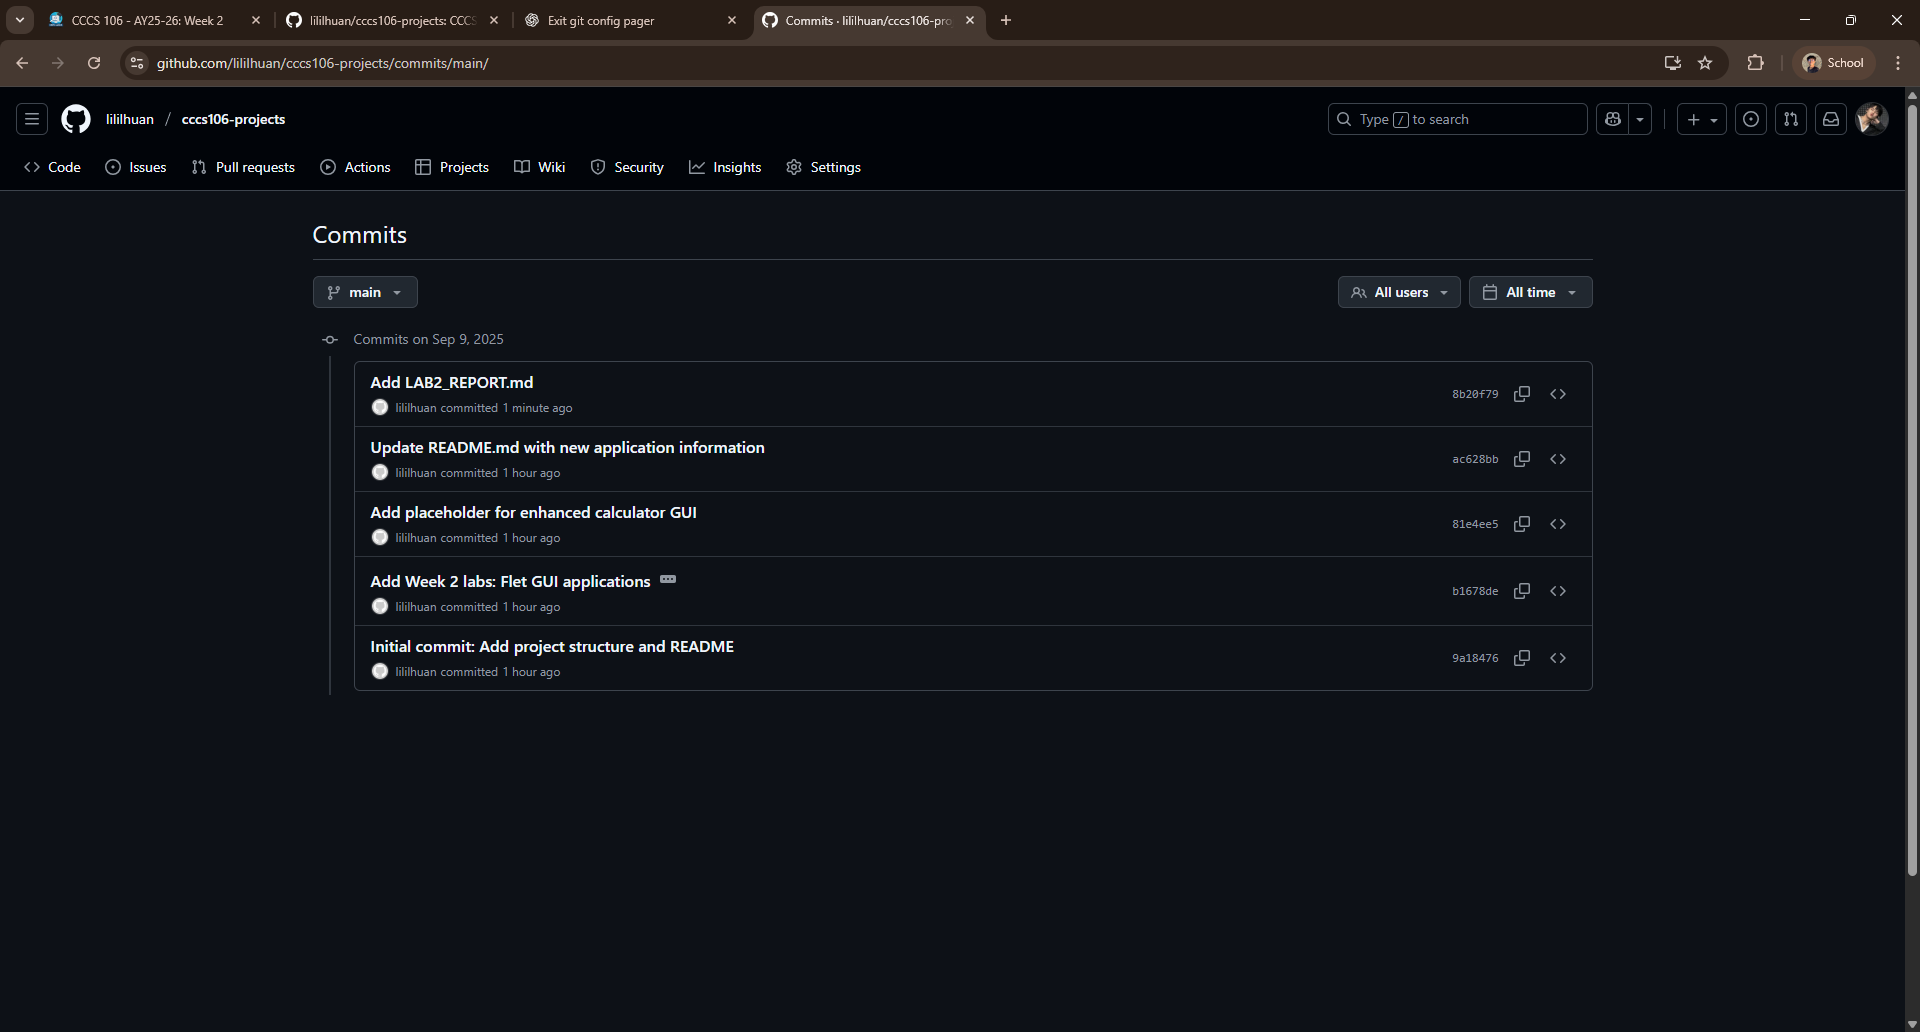 CCCS 106 - AY25-26: Week 2
lililhuan/cccs106-projects: CCCS
Exit git config pager
Commits · lililhuan/cccs106-pro
github.com/lililhuan/cccs106-projects/commits/main/
School
lililhuan / cccs106-projects
Type / to search
Code
Issues
Pull requests
Actions
Projects
Wiki
Security
Insights
Settings
Commits
main
All users
All time
Commits on Sep 9, 2025
Add LAB2_REPORT.md
lililhuan committed 1 minute ago
8b20f79
Update README.md with new application information
lililhuan committed 1 hour ago
ac628bb
Add placeholder for enhanced calculator GUI
lililhuan committed 1 hour ago
81e4ee5
Add Week 2 labs: Flet GUI applications
lililhuan committed 1 hour ago
b1678de
Initial commit: Add project structure and README
lililhuan committed 1 hour ago
9a18476